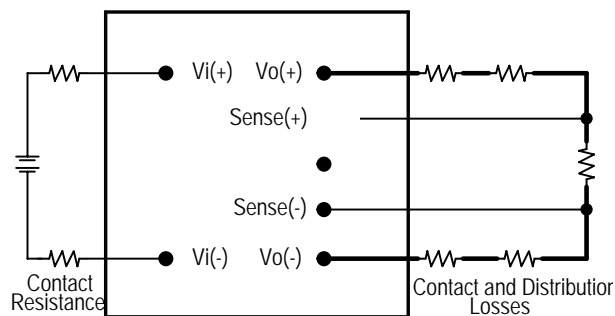 Vi(+) Vo(+)
Sense(+)
Sense(-)
Vi(-) Vo(-)
Contact
Resistance
Contact and Distribution
Losses